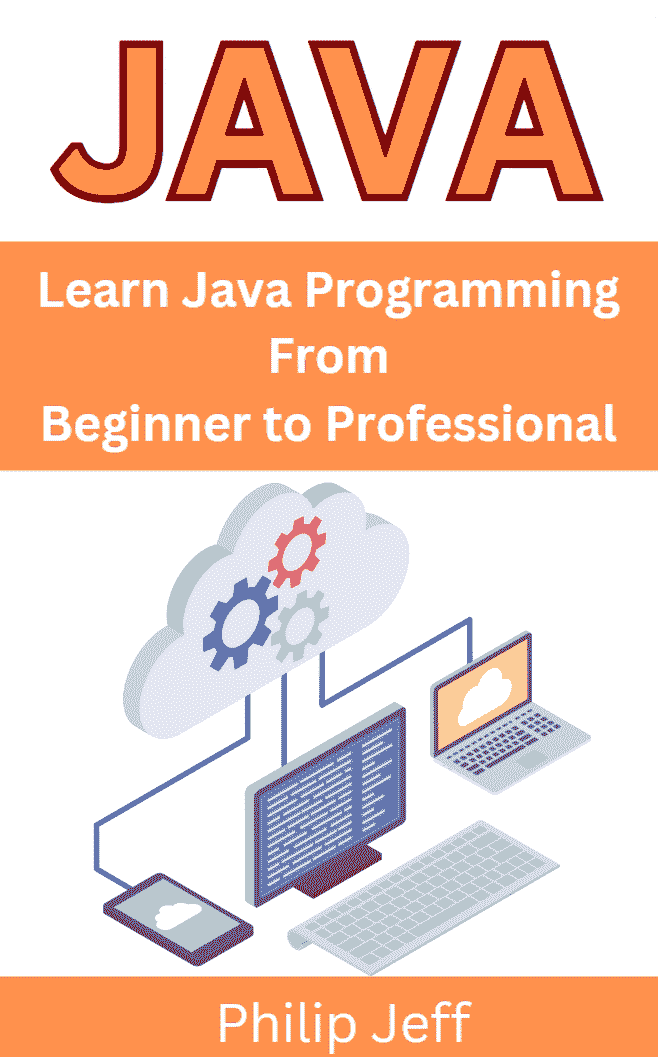 JAVA
Learn Java Programming
From
Beginner to Professional
Philip Jeff